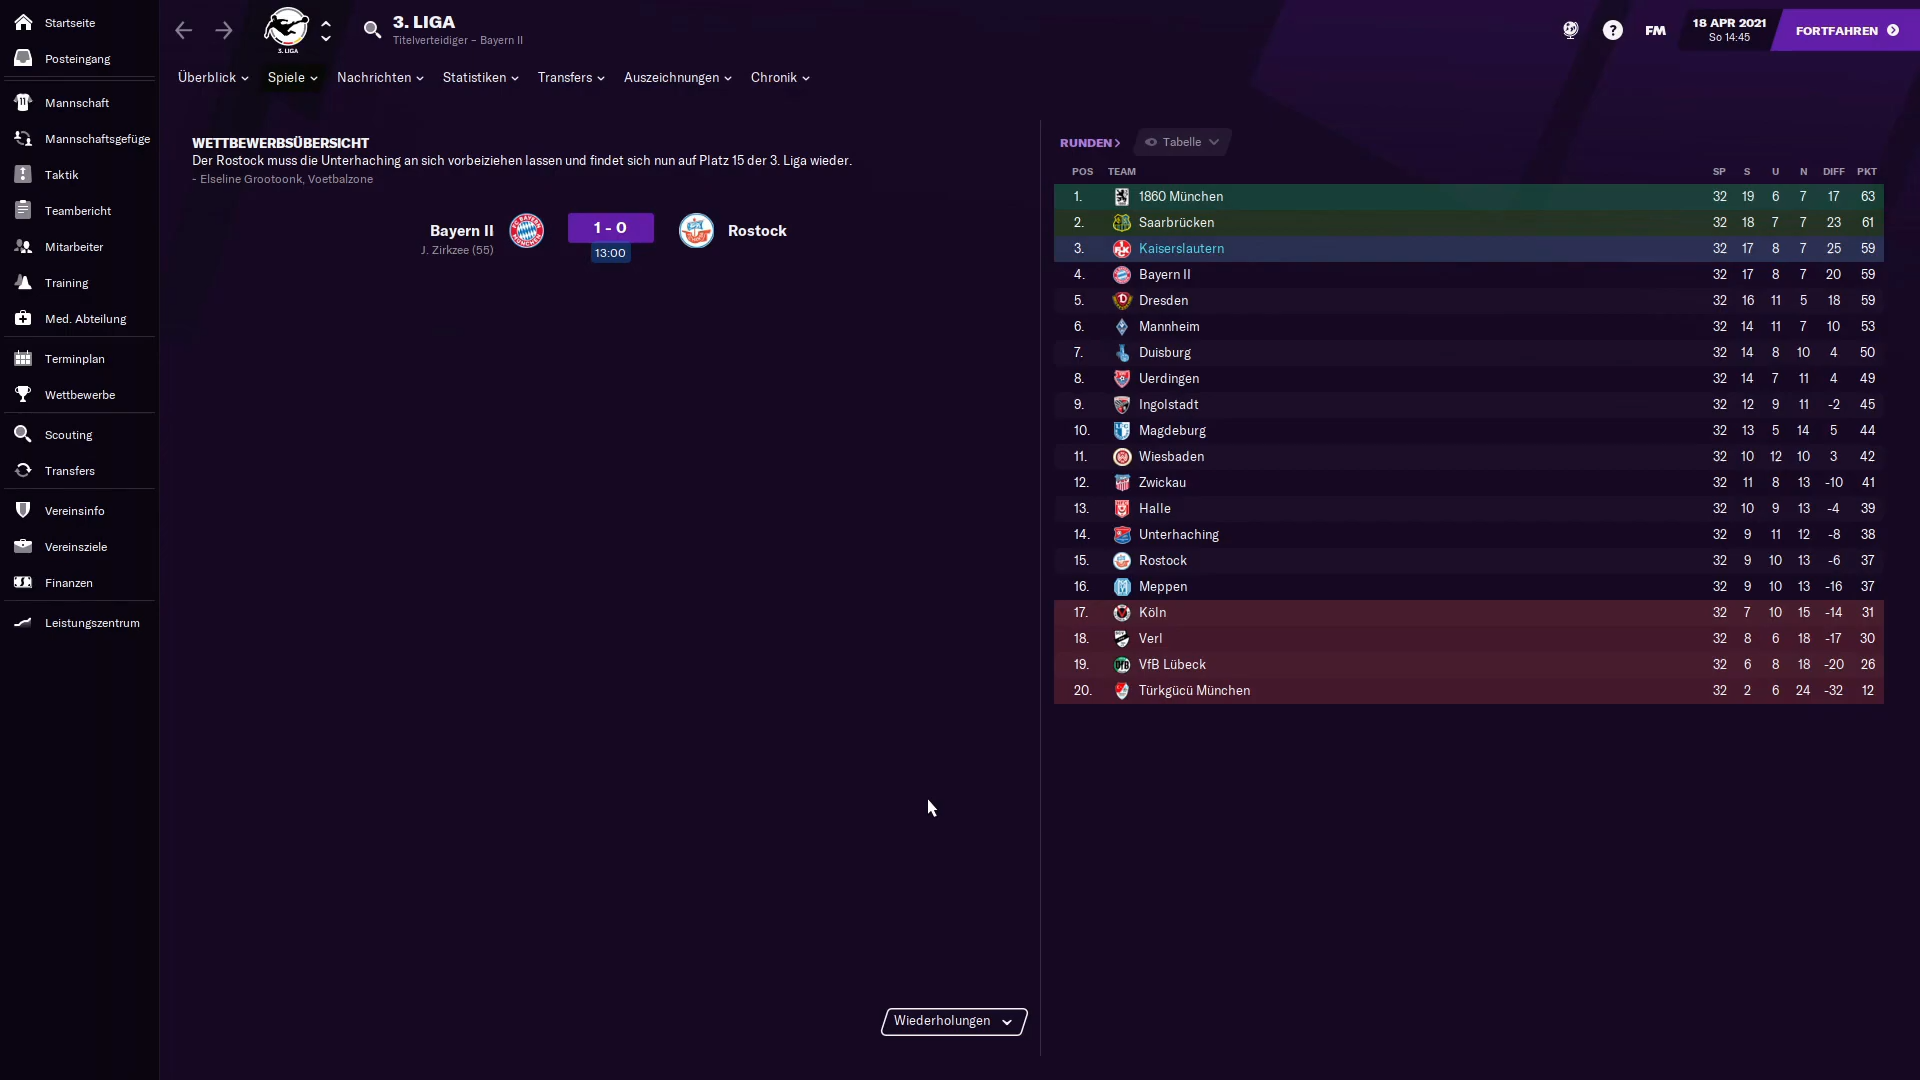 Startseite
Posteingang
Mannschaft
Mannschaftsgefüge
Taktik
Teambericht
Mitarbeiter
Training
Med. Abteilung
Terminplan
Wettbewerbe
Scouting
Transfers
Vereinsinfo
Vereinsziele
Finanzen
Leistungszentrum
3. LIGA
3. LIGA
Titelverteidiger – Bayern II
FM
18 APR 2021
So 14:45
FORTFAHREN
Überblick Spiele Nachrichten Statistiken Transfers Auszeichnungen Chronik
WETTBEWERBSÜBERSICHT
Der Rostock muss die Unterhaching an sich vorbeiziehen lassen und findet sich nun auf Platz 15 der 3. Liga wieder.
- Elseline Grootoonk, Voetbalzone
Bayern II 1 - 0 Rostock
J. Zirkzee (55) 13:00
Wiederholungen
RUNDEN> Tabelle
POS TEAM SP S U N DIFF PKT
1. 1860 München 32 19 6 7 17 63
2. Saarbrücken 32 18 7 7 23 61
3. Kaiserslautern 32 17 8 7 25 59
4. Bayern II 32 17 8 7 20 59
5. Dresden 32 16 11 5 18 59
6. Mannheim 32 14 11 7 10 53
7. Duisburg 32 14 8 10 4 50
8. Uerdingen 32 14 7 11 4 49
9. Ingolstadt 32 12 9 11 -2 45
10. Magdeburg 32 13 5 14 5 44
11. Wiesbaden 32 10 12 10 3 42
12. Zwickau 32 11 8 13 -10 41
13. Halle 32 10 9 13 -4 39
14. Unterhaching 32 9 11 12 -8 38
15. Rostock 32 9 10 13 -6 37
16. Meppen 32 9 10 13 -16 37
17. Köln 32 7 10 15 -14 31
18. Verl 32 8 6 18 -17 30
19. VfB Lübeck 32 6 8 18 -20 26
20. Türkgücü München 32 2 6 24 -32 12